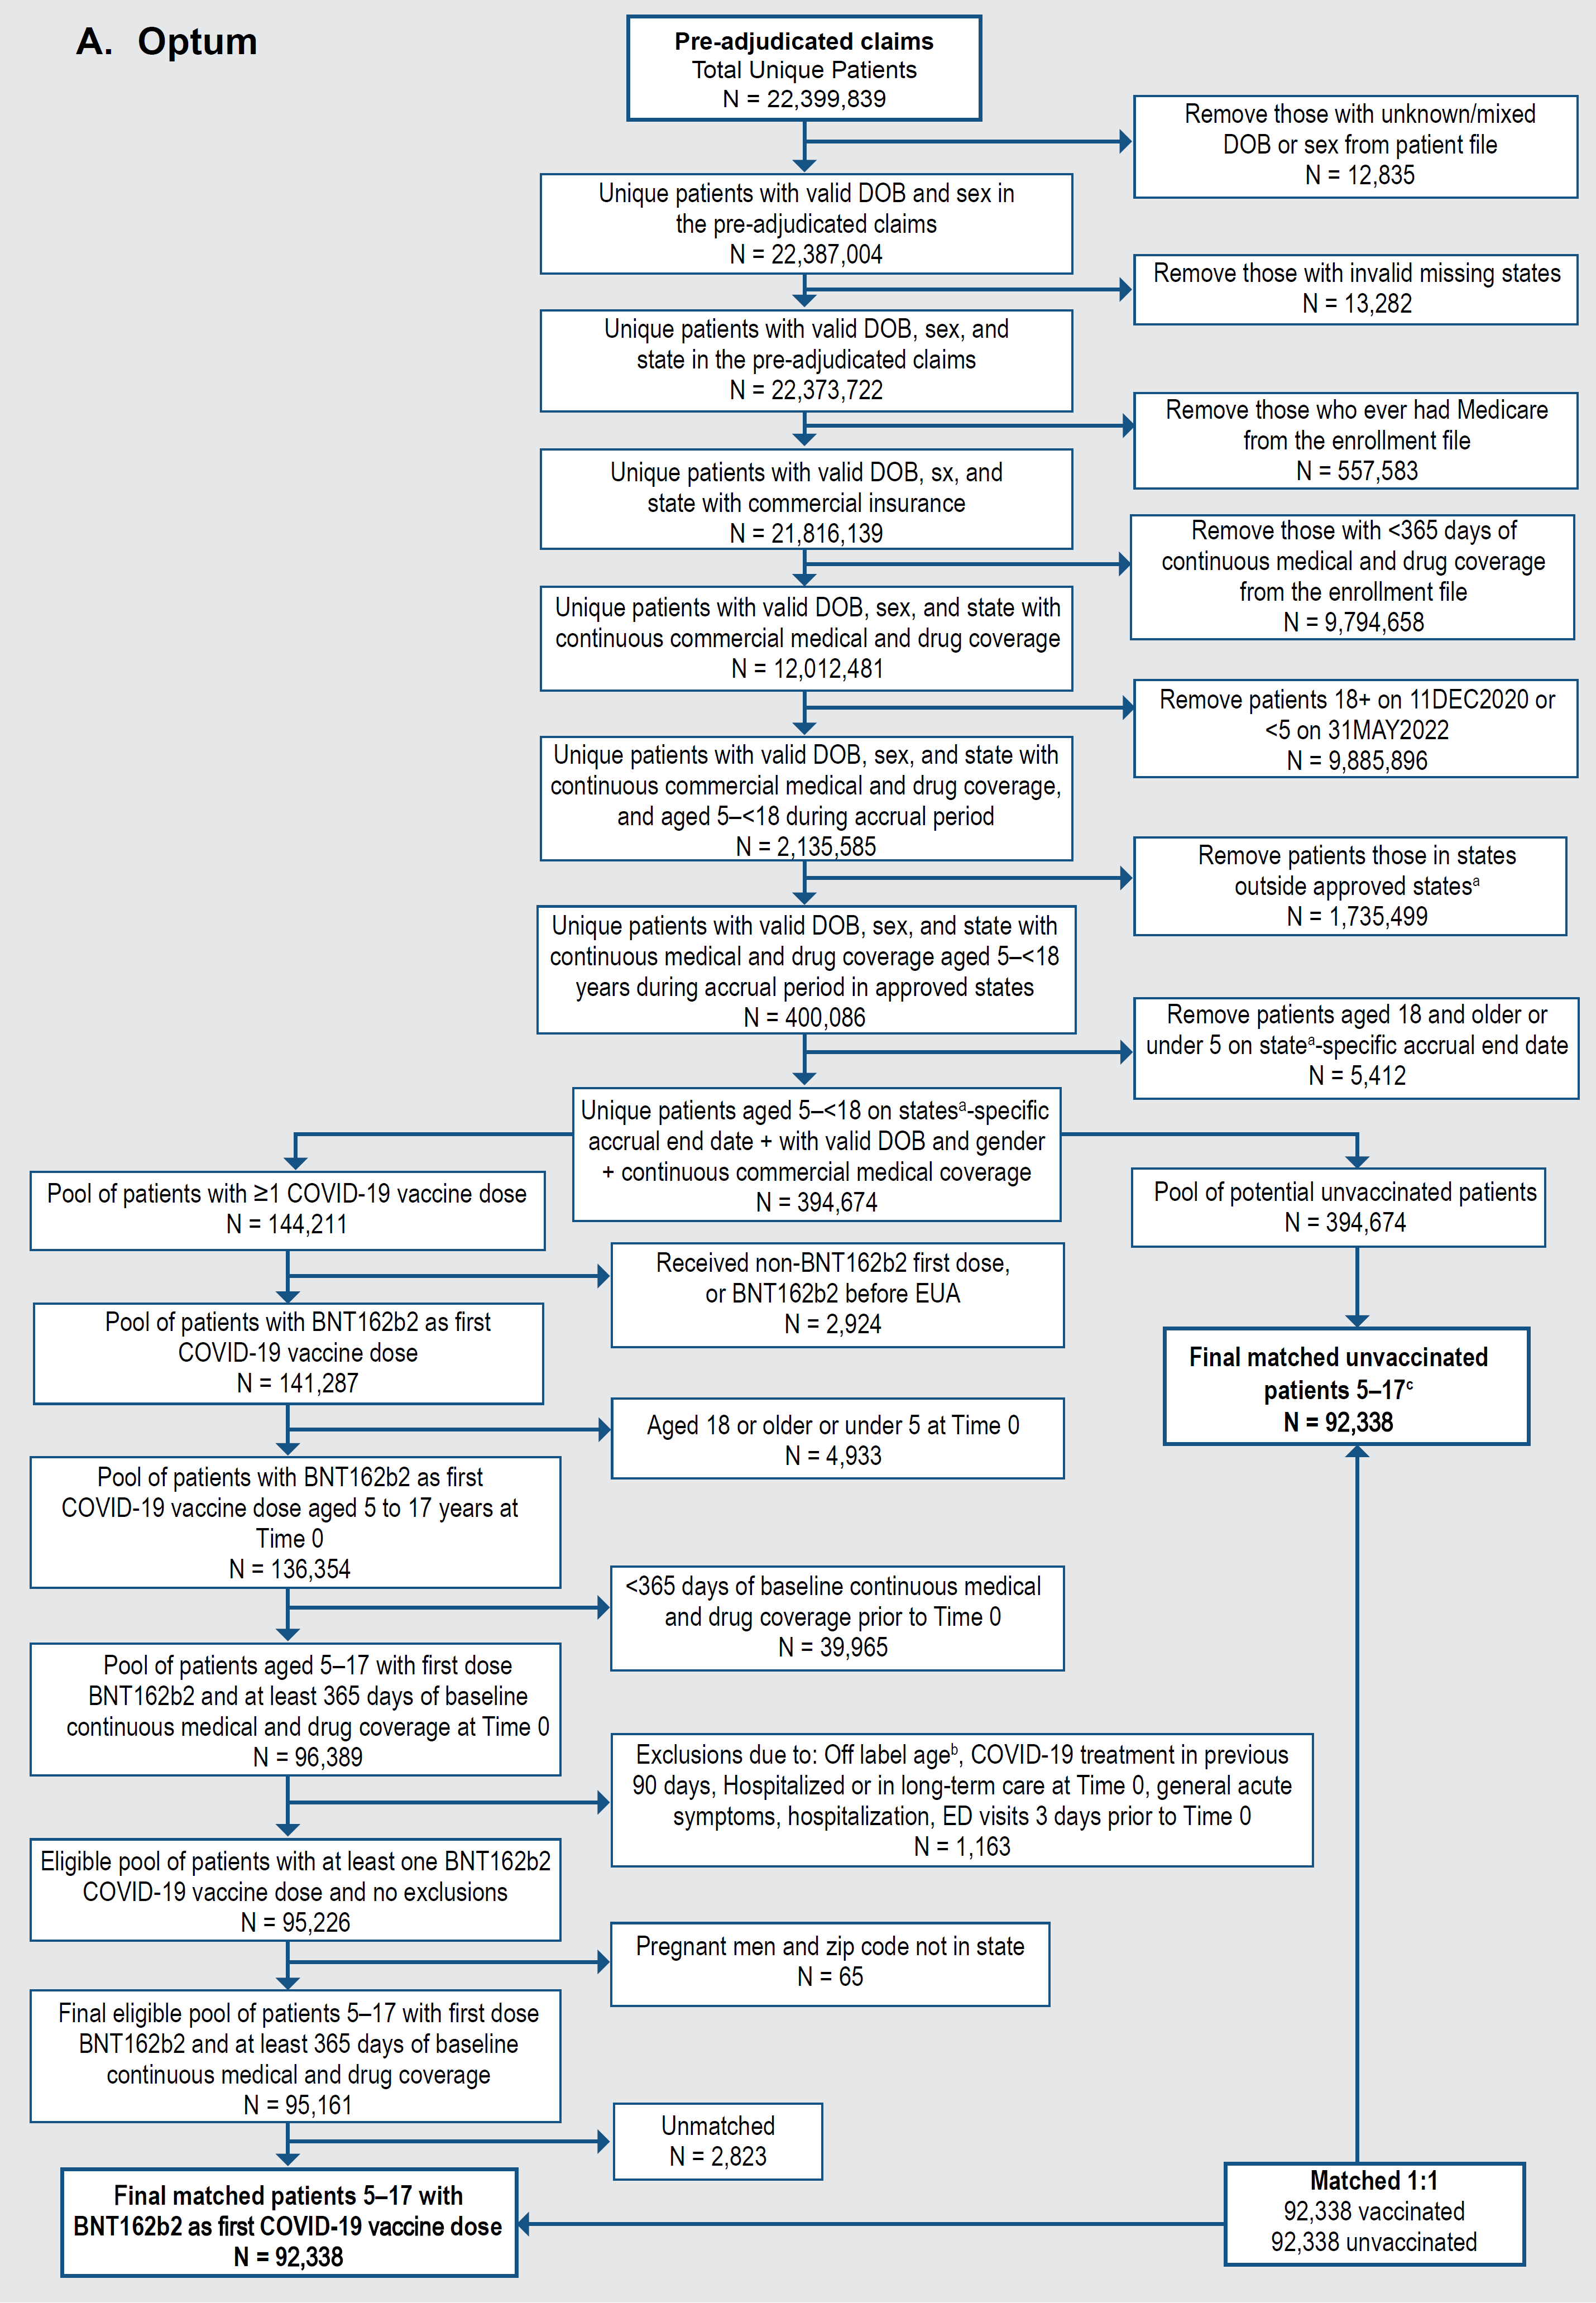 A. Optum
Pre-adjudicated claims
Total Unique Patients
N = 22,399,839
Remove those with unknown/mixed
DOB or sex from patient file
N = 12,835
Unique patients with valid DOB and sex in
the pre-adjudicated claims
N = 22,387,004
Remove those with invalid missing states
N = 13,282
Unique patients with valid DOB, sex, and
state in the pre-adjudicated claims
N = 22,373,722
Remove those who ever had Medicare
from the enrollment file
N = 557,583
Unique patients with valid DOB, sx, and
state with commercial insurance
N = 21,816,139
Remove those with <365 days of
continuous medical and drug coverage
from the enrollment file
N = 9,794,658
Unique patients with valid DOB, sex, and state with
continuous commercial medical and drug coverage
N = 12,012,481
Remove patients 18+ on 11DEC2020 or
<5 on 31MAY2022
N = 9,885,896
Unique patients with valid DOB, sex, and state with
continuous commercial medical and drug coverage,
and aged 5–<18 during accrual period
N = 2,135,585
Remove patients those in states
outside approved statesa
N = 1,735,499
Unique patients with valid DOB, sex, and state with
continuous medical and drug coverage aged 5–<18
years during accrual period in approved states
N = 400,086
Remove patients aged 18 and older or
under 5 on statea-specific accrual end date
N = 5,412
Unique patients aged 5–<18 on statesa-specific
accrual end date + with valid DOB and gender
+ continuous commercial medical coverage
N = 394,674
Pool of patients with ≥1 COVID-19 vaccine dose
N = 144,211
Pool of potential unvaccinated patients
N = 394,674
Received non-BNT162b2 first dose,
or BNT162b2 before EUA
N = 2,924
Pool of patients with BNT162b2 as first
COVID-19 vaccine dose
N = 141,287
Final matched unvaccinated
patients 5–17c
N = 92,338
Aged 18 or older or under 5 at Time 0
N = 4,933
Pool of patients with BNT162b2 as first
COVID-19 vaccine dose aged 5 to 17 years at
Time 0
N = 136,354
<365 days of baseline continuous medical
and drug coverage prior to Time 0
N = 39,965
Pool of patients aged 5–17 with first dose
BNT162b2 and at least 365 days of baseline
continuous medical and drug coverage at Time 0
N = 96,389
Exclusions due to: Off label ageb, COVID-19 treatment in previous
90 days, Hospitalized or in long-term care at Time 0, general acute
symptoms, hospitalization, ED visits 3 days prior to Time 0
N = 1,163
Eligible pool of patients with at least one BNT162b2
COVID-19 vaccine dose and no exclusions
N = 95,226
Pregnant men and zip code not in state
N = 65
Final eligible pool of patients 5–17 with first dose
BNT162b2 and at least 365 days of baseline
continuous medical and drug coverage
N = 95,161
Unmatched
N = 2,823
Final matched patients 5–17 with
BNT162b2 as first COVID-19 vaccine dose
N = 92,338
Matched 1:1
92,338 vaccinated
92,338 unvaccinated